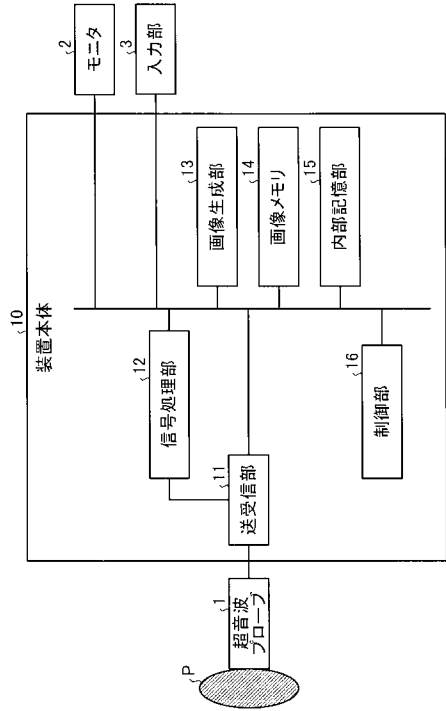 P
1
超音波
プローブ
10
装置本体
11
送受信部
12
信号処理部
13
画像生成部
14
画像メモリ
15
内部記憶部
16
制御部
2
モニタ
3
入力部